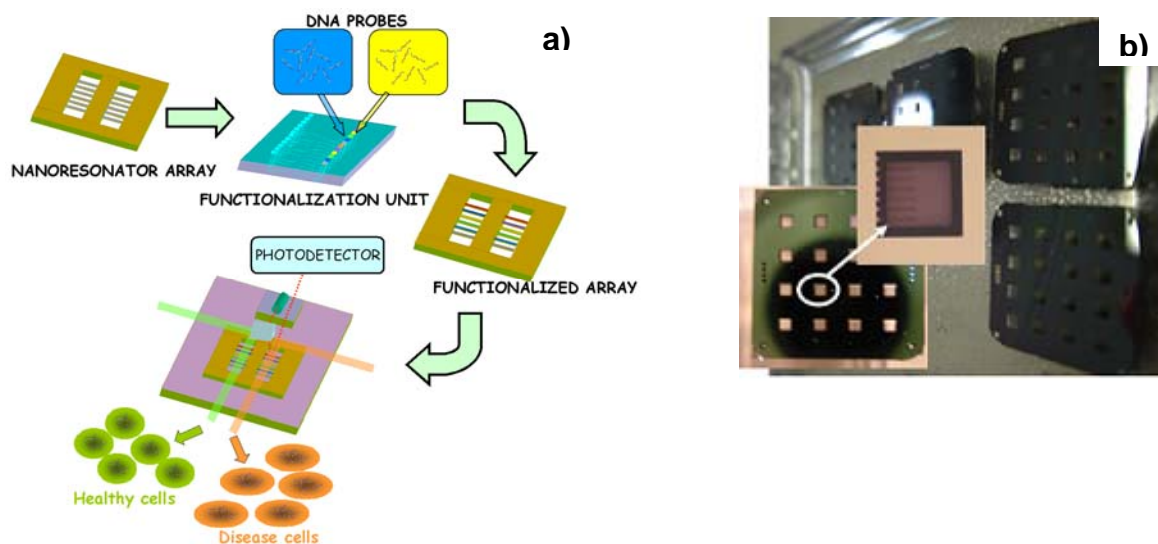 DNA PROBES
a)
NANORESONATOR ARRAY
FUNCTIONALIZATION UNIT
PHOTODETECTOR
FUNCTIONALIZED ARRAY
Healthy cells
Disease cells
b)